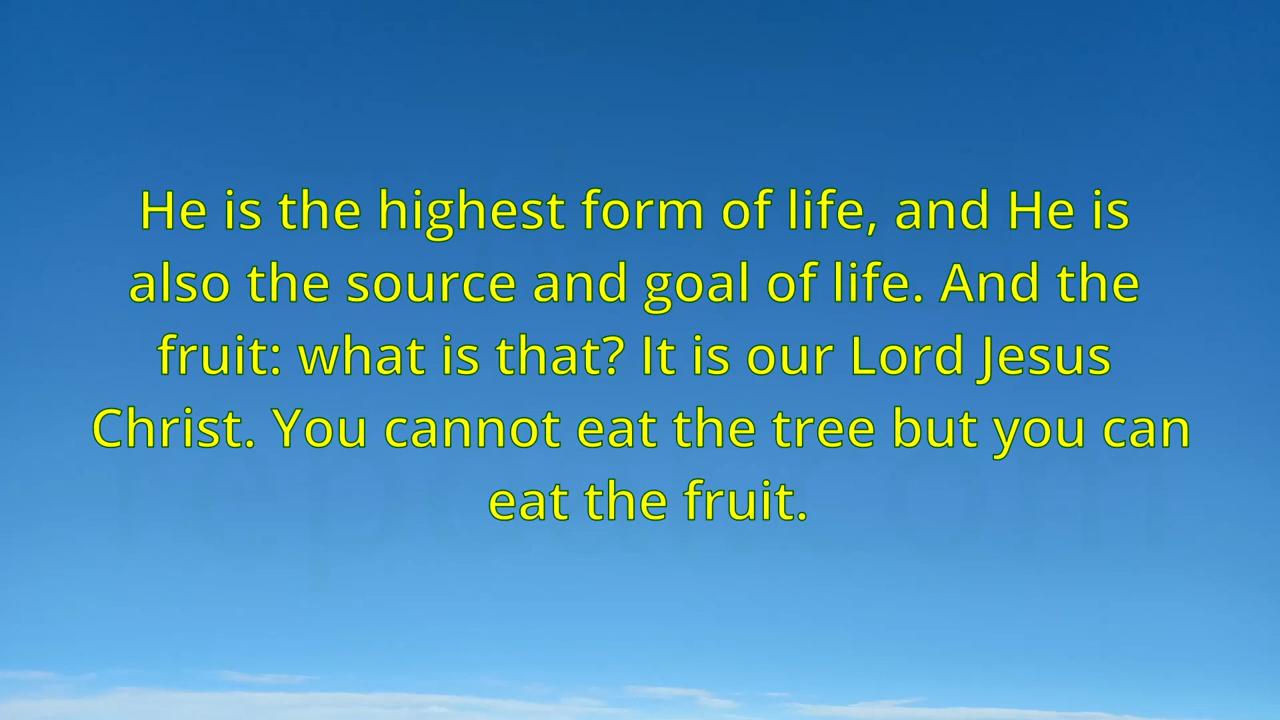 He is the highest form of life, and He is
also the source and goal of life. And the
fruit: what is that? It is our Lord Jesus
Christ. You cannot eat the tree but you can
eat the fruit.